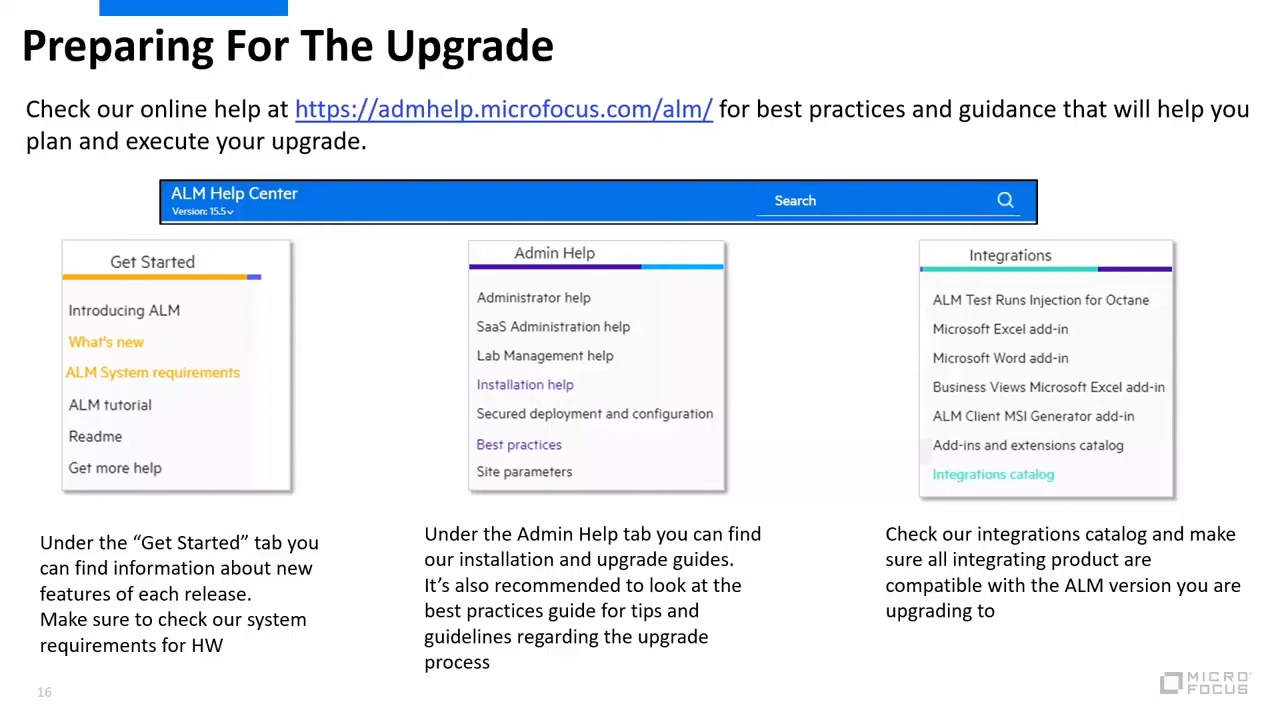 Preparing For The Upgrade
Check our online help at https://admhelp.microfocus.com/alm/ for best practices and guidance that will help you
plan and execute your upgrade.
ALM Help Center
Version: 15.5
Search
Get Started
Introducing ALM
What's new
ALM System requirements
ALM tutorial
Readme
Get more help
Admin Help
Administrator help
SaaS Administration help
Lab Management help
Installation help
Secured deployment and configuration
Best practices
Site parameters
Integrations
ALM Test Runs Injection for Octane
Microsoft Excel add-in
Microsoft Word add-in
Business Views Microsoft Excel add-in
ALM Client MSI Generator add-in
Add-ins and extensions catalog
Integrations catalog
Under the “Get Started” tab you
can find information about new
features of each release.
Make sure to check our system
requirements for HW
Under the Admin Help tab you can find
our installation and upgrade guides.
It’s also recommended to look at the
best practices guide for tips and
guidelines regarding the upgrade
process
Check our integrations catalog and make
sure all integrating product are
compatible with the ALM version you are
upgrading to
16
MICRO
FOCUS